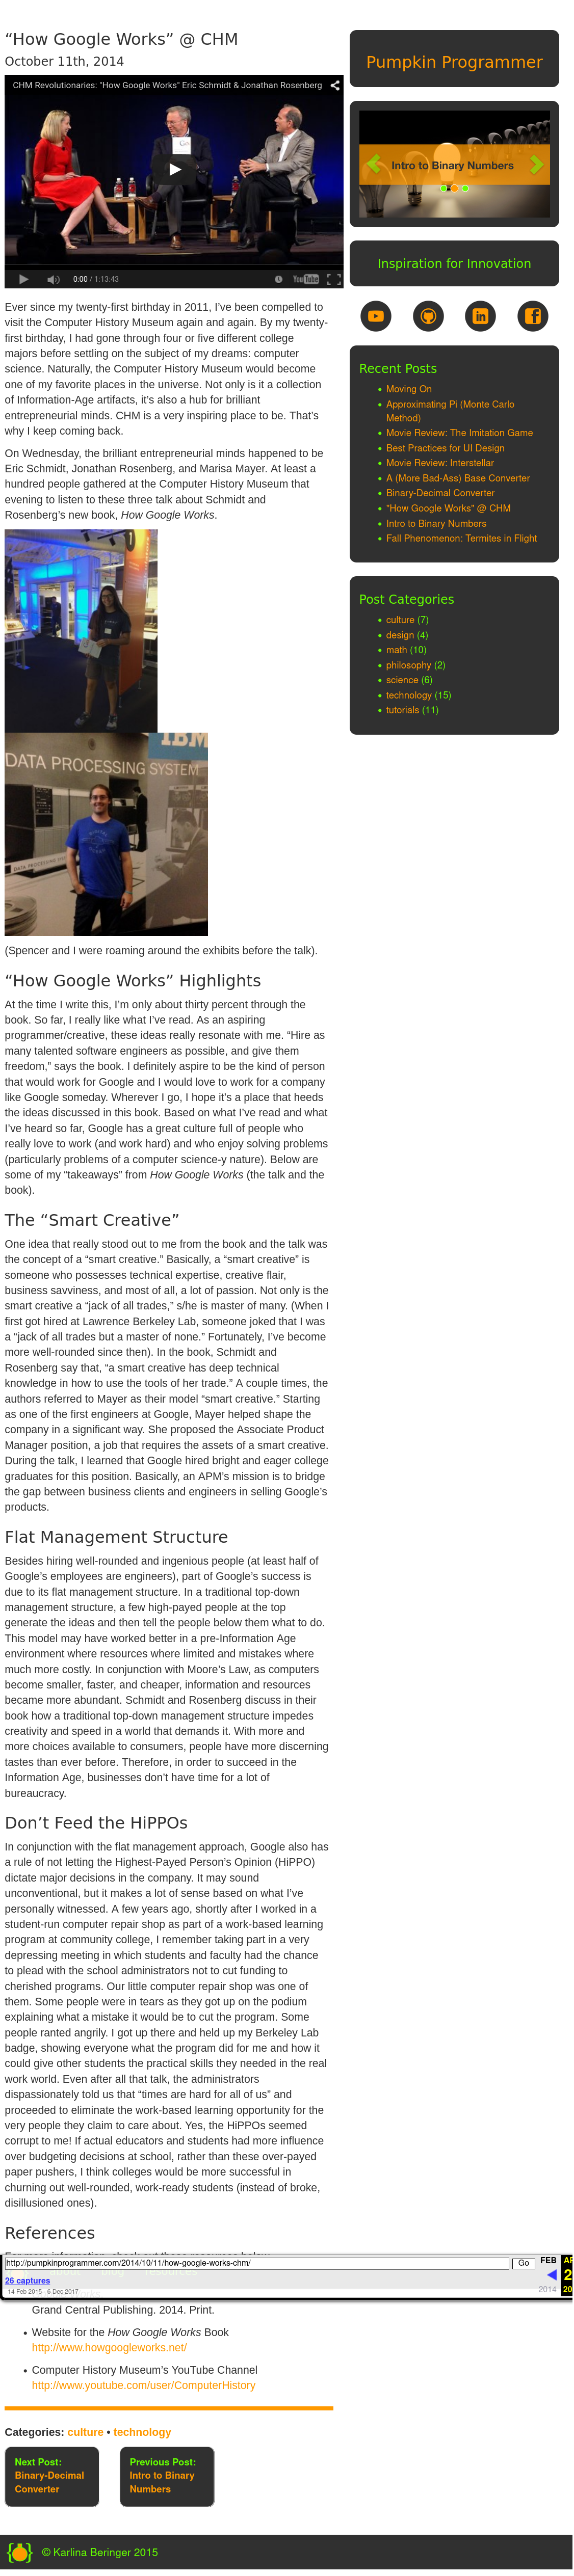 “How Google Works” @ CHM
October 11th, 2014
CHM Revolutionaries: "How Google Works" Eric Schmidt & Jonathan Rosenberg
0:00 / 1:13:43
YouTube
Ever since my twenty-first birthday in 2011, I’ve been compelled to
visit the Computer History Museum again and again. By my twenty-
first birthday, I had gone through four or five different college
majors before settling on the subject of my dreams: computer
science. Naturally, the Computer History Museum would become
one of my favorite places in the universe. Not only is it a collection
of Information-Age artifacts, it’s also a hub for brilliant
entrepreneurial minds. CHM is a very inspiring place to be. That’s
why I keep coming back.
On Wednesday, the brilliant entrepreneurial minds happened to be
Eric Schmidt, Jonathan Rosenberg, and Marisa Mayer. At least a
hundred people gathered at the Computer History Museum that
evening to listen to these three talk about Schmidt and
Rosenberg’s new book, How Google Works.
IBM
DATA PROCESSING SYSTEM
(Spencer and I were roaming around the exhibits before the talk).
“How Google Works” Highlights
At the time I write this, I’m only about thirty percent through the
book. So far, I really like what I’ve read. As an aspiring
programmer/creative, these ideas really resonate with me. “Hire as
many talented software engineers as possible, and give them
freedom,” says the book. I definitely aspire to be the kind of person
that would work for Google and I would love to work for a company
like Google someday. Wherever I go, I hope it’s a place that heeds
the ideas discussed in this book. Based on what I’ve read and what
I’ve heard so far, Google has a great culture full of people who
really love to work (and work hard) and who enjoy solving problems
(particularly problems of a computer science-y nature). Below are
some of my “takeaways” from How Google Works (the talk and the
book).
The “Smart Creative”
One idea that really stood out to me from the book and the talk was
the concept of a “smart creative.” Basically, a “smart creative” is
someone who possesses technical expertise, creative flair,
business savviness, and most of all, a lot of passion. Not only is the
smart creative a “jack of all trades,” s/he is master of many. (When I
first got hired at Lawrence Berkeley Lab, someone joked that I was
a “jack of all trades but a master of none.” Fortunately, I’ve become
more well-rounded since then). In the book, Schmidt and
Rosenberg say that, “a smart creative has deep technical
knowledge in how to use the tools of her trade.” A couple times, the
authors referred to Mayer as their model “smart creative.” Starting
as one of the first engineers at Google, Mayer helped shape the
company in a significant way. She proposed the Associate Product
Manager position, a job that requires the assets of a smart creative.
During the talk, I learned that Google hired bright and eager college
graduates for this position. Basically, an APM’s mission is to bridge
the gap between business clients and engineers in selling Google’s
products.
Flat Management Structure
Besides hiring well-rounded and ingenious people (at least half of
Google’s employees are engineers), part of Google’s success is
due to its flat management structure. In a traditional top-down
management structure, a few high-payed people at the top
generate the ideas and then tell the people below them what to do.
This model may have worked better in a pre-Information Age
environment where resources where limited and mistakes where
much more costly. In conjunction with Moore’s Law, as computers
become smaller, faster, and cheaper, information and resources
became more abundant. Schmidt and Rosenberg discuss in their
book how a traditional top-down management structure impedes
creativity and speed in a world that demands it. With more and
more choices available to consumers, people have more discerning
tastes than ever before. Therefore, in order to succeed in the
Information Age, businesses don’t have time for a lot of
bureaucracy.
Don’t Feed the HiPPOs
In conjunction with the flat management approach, Google also has
a rule of not letting the Highest-Payed Person’s Opinion (HiPPO)
dictate major decisions in the company. It may sound
unconventional, but it makes a lot of sense based on what I’ve
personally witnessed. A few years ago, shortly after I worked in a
student-run computer repair shop as part of a work-based learning
program at community college, I remember taking part in a very
depressing meeting in which students and faculty had the chance
to plead with the school administrators not to cut funding to
cherished programs. Our little computer repair shop was one of
them. Some people were in tears as they got up on the podium
explaining what a mistake it would be to cut the program. Some
people ranted angrily. I got up there and held up my Berkeley Lab
badge, showing everyone what the program did for me and how it
could give other students the practical skills they needed in the real
work world. Even after all that talk, the administrators
dispassionately told us that “times are hard for all of us” and
proceeded to eliminate the work-based learning opportunity for the
very people they claim to care about. Yes, the HiPPOs seemed
corrupt to me! If actual educators and students had more influence
over budgeting decisions at school, rather than these over-payed
paper pushers, I think colleges would be more successful in
churning out well-rounded, work-ready students (instead of broke,
disillusioned ones).
References
http://pumpkinprogrammer.com/2014/10/11/how-google-works-chm/
Go
FEB
26 captures
14 Feb 2015 - 6 Dec 2017
2014
Grand Central Publishing. 2014. Print.
Website for the How Google Works Book
http://www.howgoogleworks.net/
Computer History Museum’s YouTube Channel
http://www.youtube.com/user/ComputerHistory
Categories: culture • technology
Next Post:
Binary-Decimal
Converter
Previous Post:
Intro to Binary
Numbers
© Karlina Beringer 2015
Pumpkin Programmer
Intro to Binary Numbers
Inspiration for Innovation
Recent Posts
Moving On
Approximating Pi (Monte Carlo
Method)
Movie Review: The Imitation Game
Best Practices for UI Design
Movie Review: Interstellar
A (More Bad-Ass) Base Converter
Binary-Decimal Converter
"How Google Works" @ CHM
Intro to Binary Numbers
Fall Phenomenon: Termites in Flight
Post Categories
culture (7)
design (4)
math (10)
philosophy (2)
science (6)
technology (15)
tutorials (11)